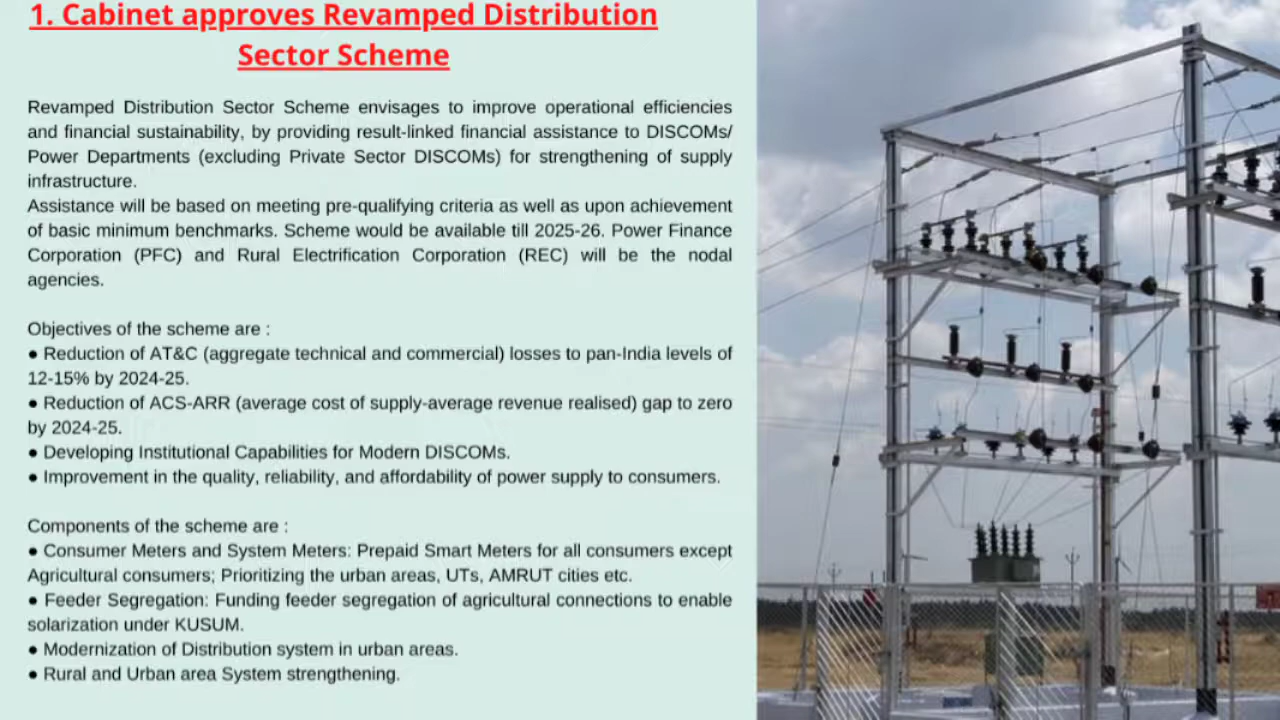 1. Cabinet approves Revamped Distribution
Sector Scheme
Revamped Distribution Sector Scheme envisages to improve operational efficiencies
and financial sustainability, by providing result-linked financial assistance to DISCOMs/
Power Departments (excluding Private Sector DISCOMs) for strengthening of supply
infrastructure.
Assistance will be based on meeting pre-qualifying criteria as well as upon achievement
of basic minimum benchmarks. Scheme would be available till 2025-26. Power Finance
Corporation (PFC) and Rural Electrification Corporation (REC) will be the nodal
agencies.
Objectives of the scheme are :
● Reduction of AT&C (aggregate technical and commercial) losses to pan-India levels of
12-15% by 2024-25.
● Reduction of ACS-ARR (average cost of supply-average revenue realised) gap to zero
by 2024-25.
● Developing Institutional Capabilities for Modern DISCOMs.
● Improvement in the quality, reliability, and affordability of power supply to consumers.
Components of the scheme are :
● Consumer Meters and System Meters: Prepaid Smart Meters for all consumers except
Agricultural consumers; Prioritizing the urban areas, UTs, AMRUT cities etc.
● Feeder Segregation: Funding feeder segregation of agricultural connections to enable
solarization under KUSUM.
● Modernization of Distribution system in urban areas.
● Rural and Urban area System strengthening.